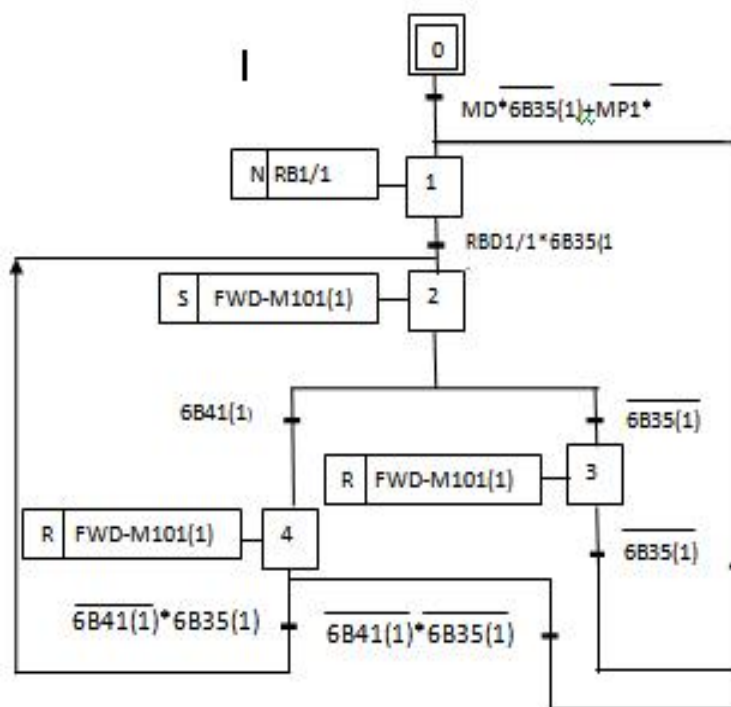 0
MD*6B35(1)+MP1*
N RB1/1
1
RBD1/1*6B35(1
S FWD-M101(1)
2
6B41(1)
6B35(1)
R FWD-M101(1)
3
R FWD-M101(1)
4
6B35(1)
6B41(1)*6B35(1)
6B41(1)*6B35(1)